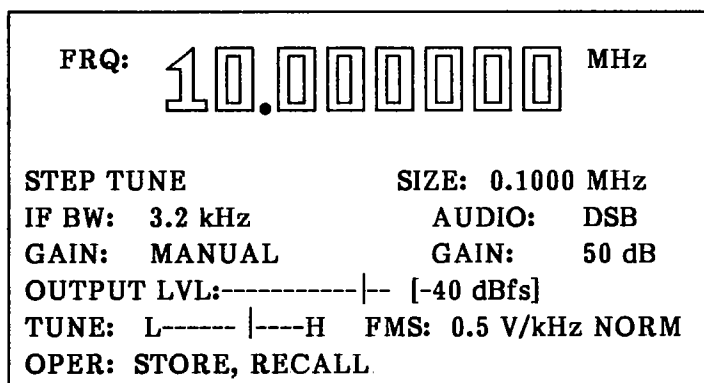 FRQ: 10.000000 MHz
STEP TUNE SIZE: 0.1000 MHz
IF BW: 3.2 kHz AUDIO: DSB
GAIN: MANUAL GAIN: 50 dB
OUTPUT LVL:-----------|-- [-40 dBfs]
TUNE: L------ |----H FMS: 0.5 V/kHz NORM
OPER: STORE, RECALL